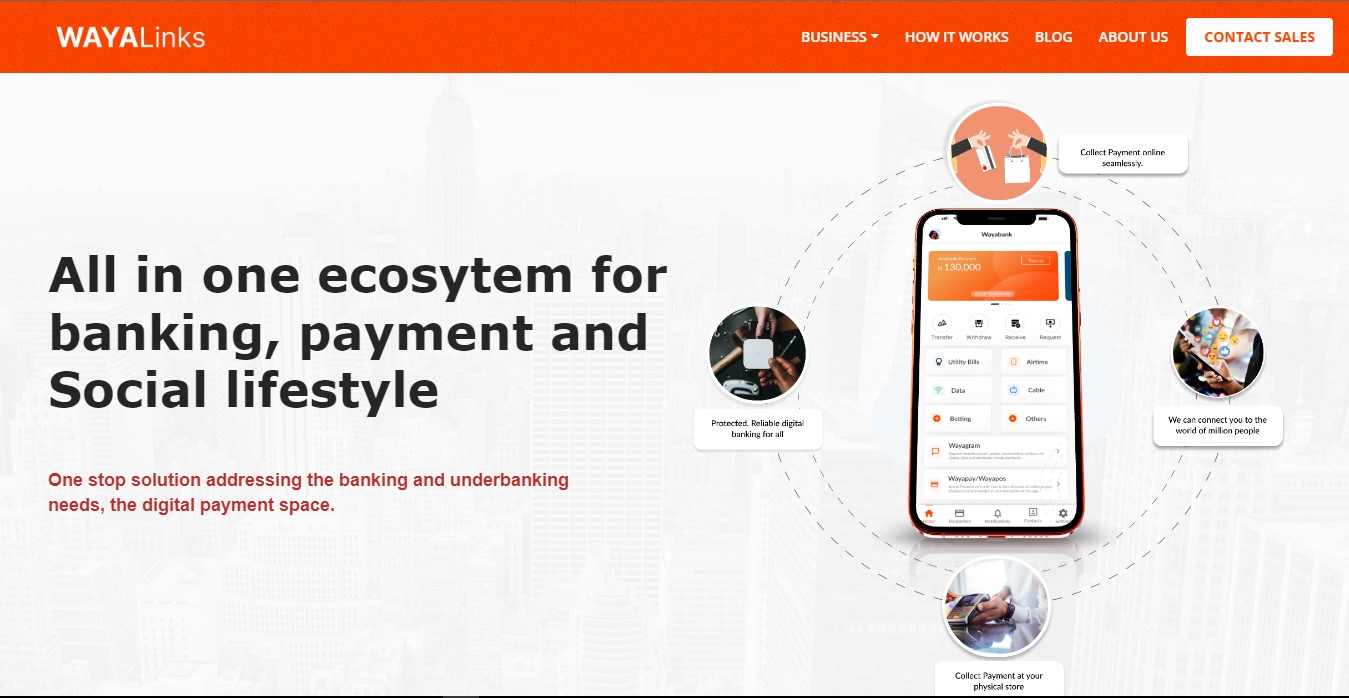 WAYALinks
BUSINESS
HOW IT WORKS
BLOG
ABOUT US
CONTACT SALES
All in one ecosytem for
banking, payment and
Social lifestyle
One stop solution addressing the banking and underbanking
needs, the digital payment space.
Collect Payment online
seamlessly.
Protected, Reliable digital
banking for all
We can connect you to the
world of million people
Collect Payment at your
physical store
Wayabank
Available Balance
130,000
Top up
Transfer
Withdraw
Receive
Request
Utility Bills
Airtime
Data
Cable
Betting
Others
Wayagram
Wayapay/Wayapos
Home
Transaction
Notifications
Contacts